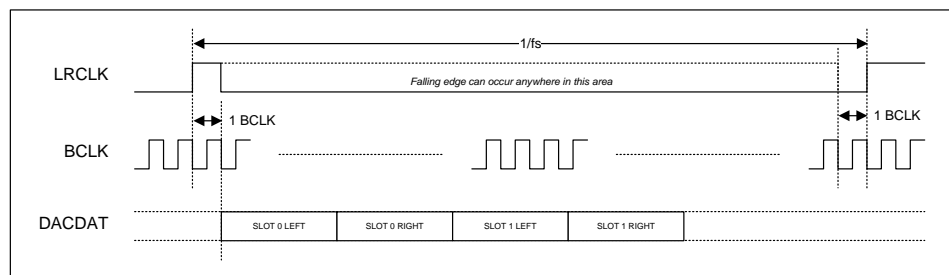 1/fs
LRCLK
Falling edge can occur anywhere in this area
1 BCLK
1 BCLK
BCLK
DACDAT
SLOT 0 LEFT
SLOT 0 RIGHT
SLOT 1 LEFT
SLOT 1 RIGHT